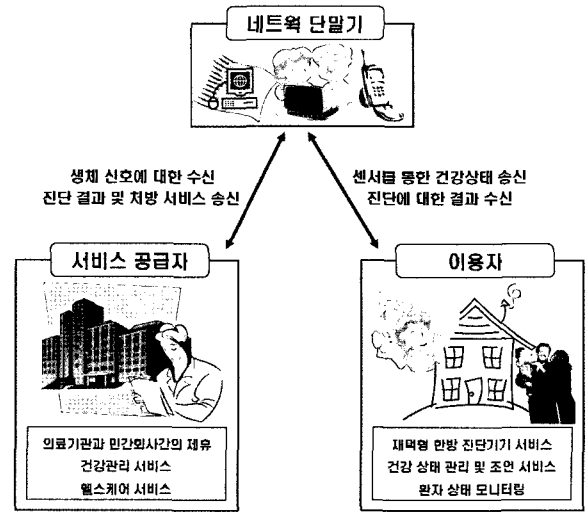 네트웍 단말기
생체 신호에 대한 수신
진단 결과 및 처방 서비스 송신
센서를 통한 건강상태 송신
진단에 대한 결과 수신
서비스 공급자
의료기관과 민간회사간의 제휴
건강관리 서비스
헬스케어 서비스
이용자
재택형 한방 진단기기 서비스
건강 상태 관리 및 조언 서비스
환자 상태 모니터링